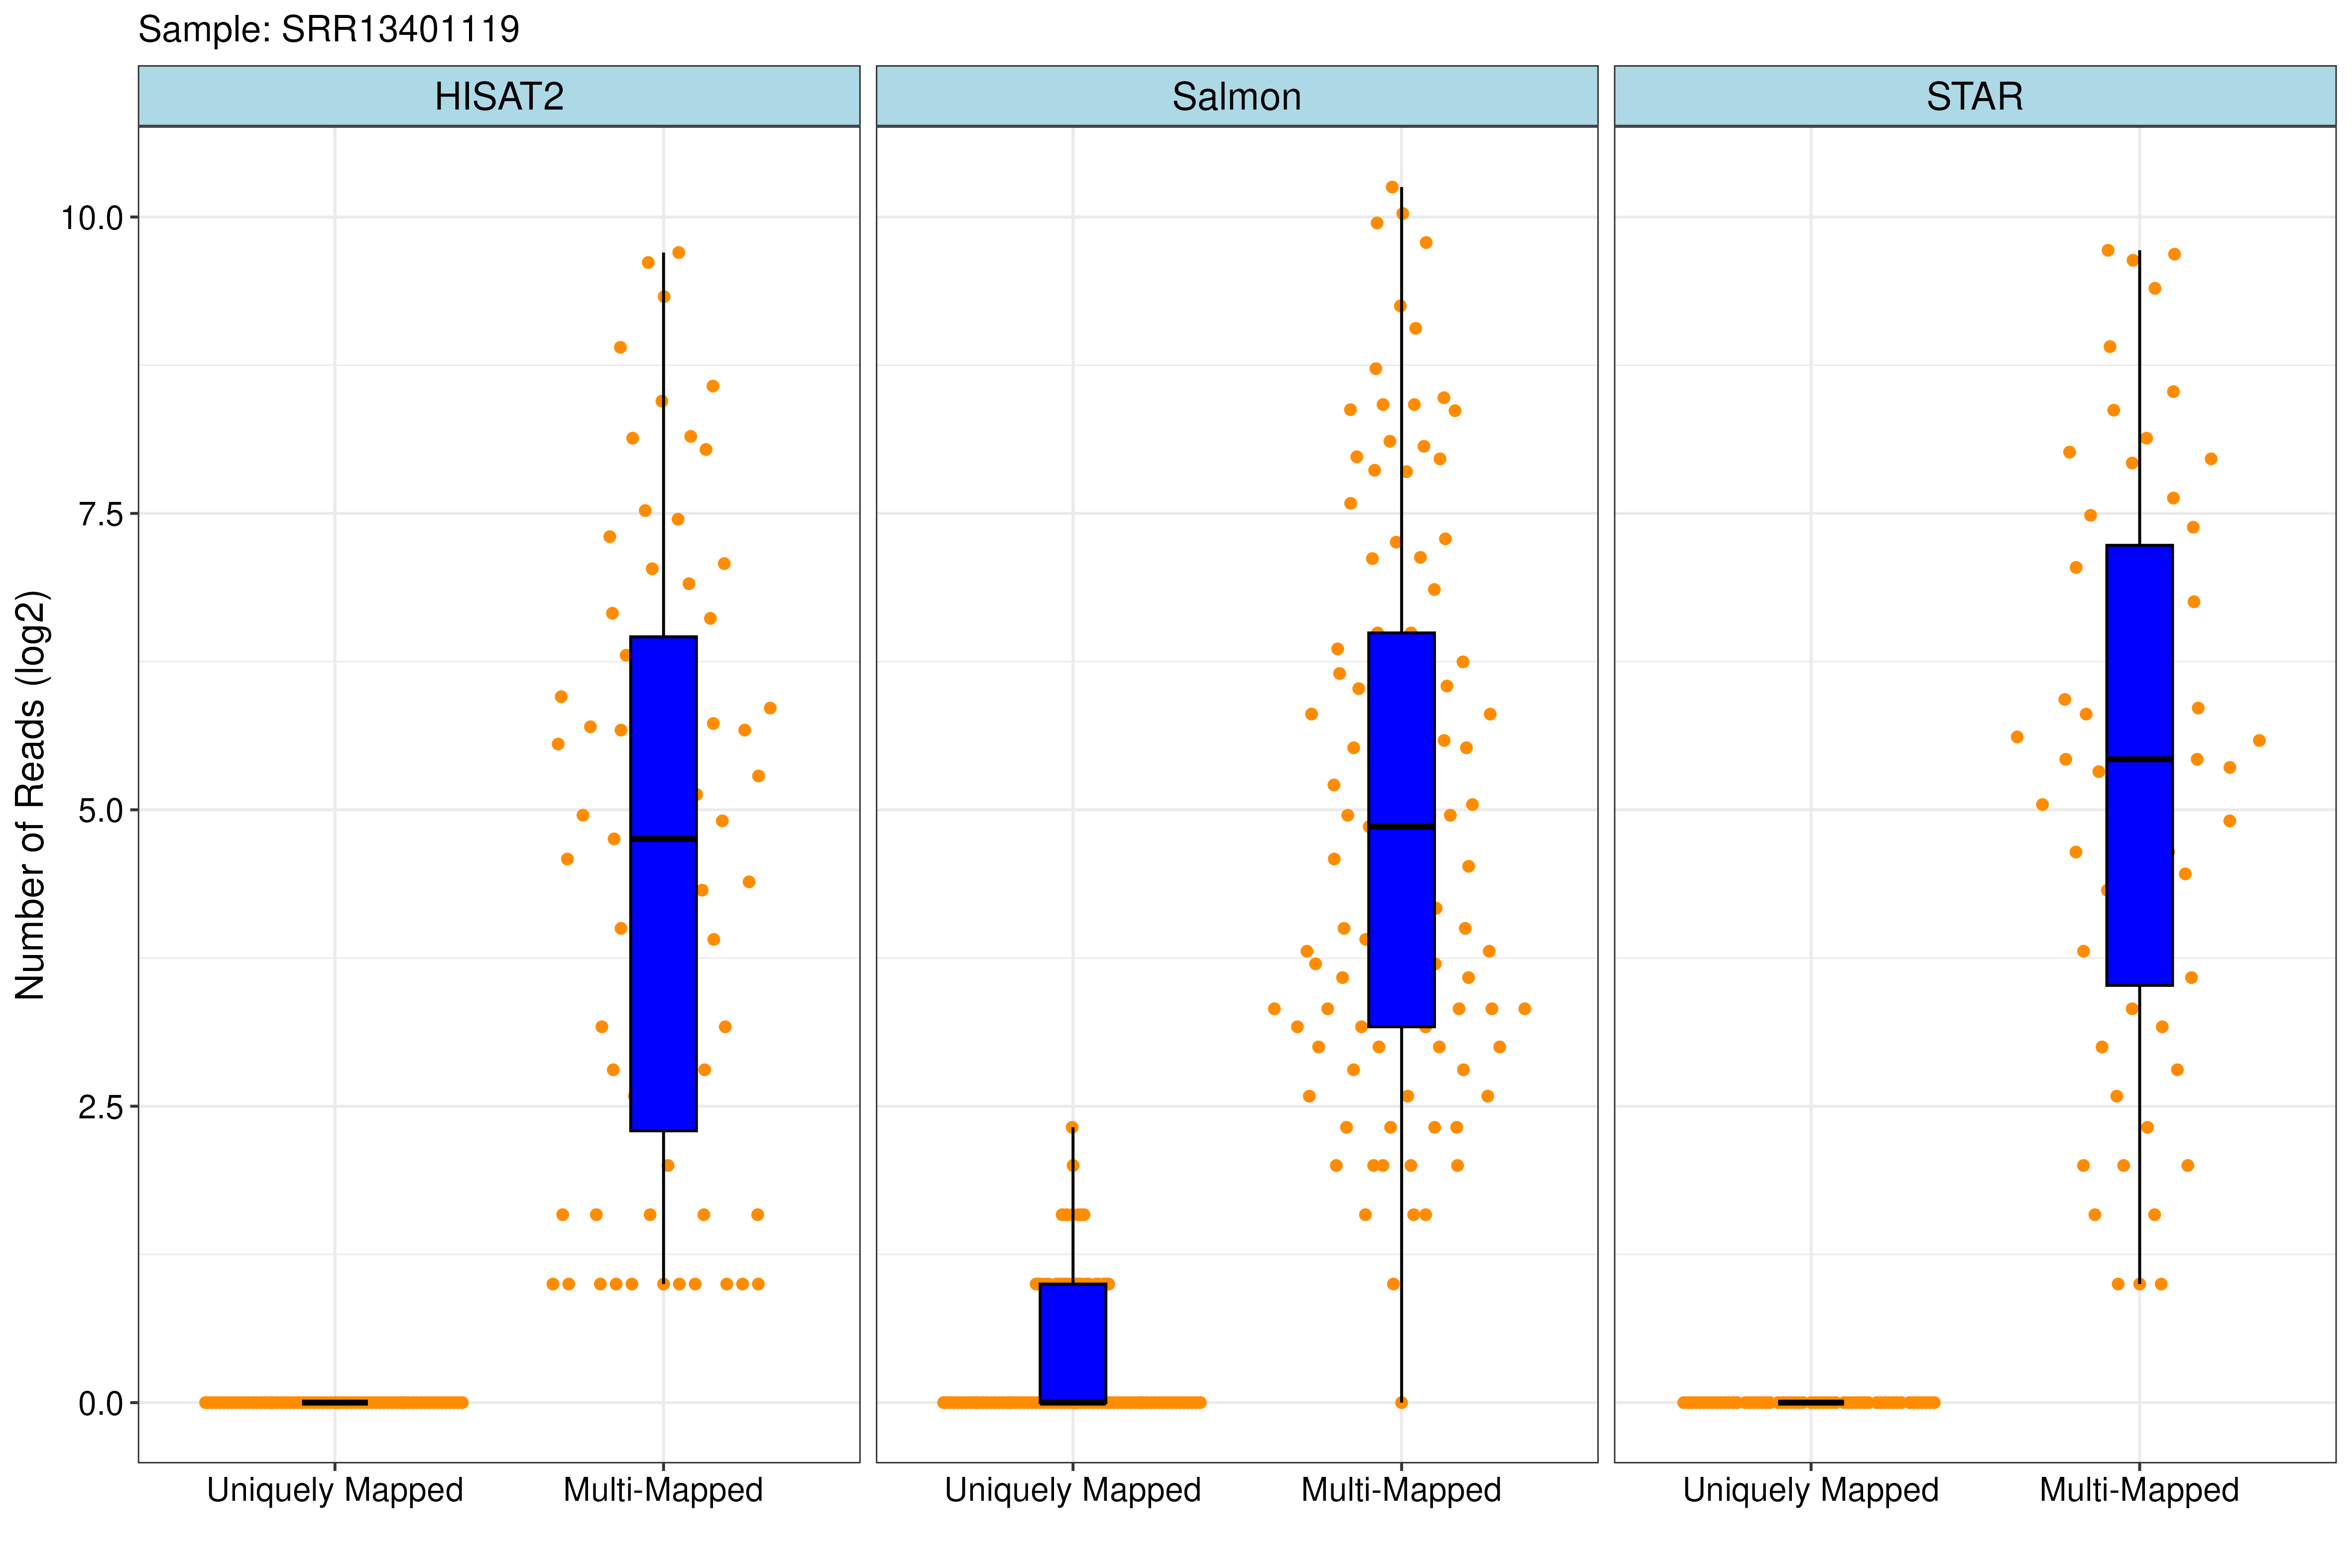 Sample: SRR13401119
HISAT2
Salmon
STAR
Number of Reads (log2)
10.0
7.5
5.0
2.5
0.0
Uniquely Mapped
Multi-Mapped
Uniquely Mapped
Multi-Mapped
Uniquely Mapped
Multi-Mapped